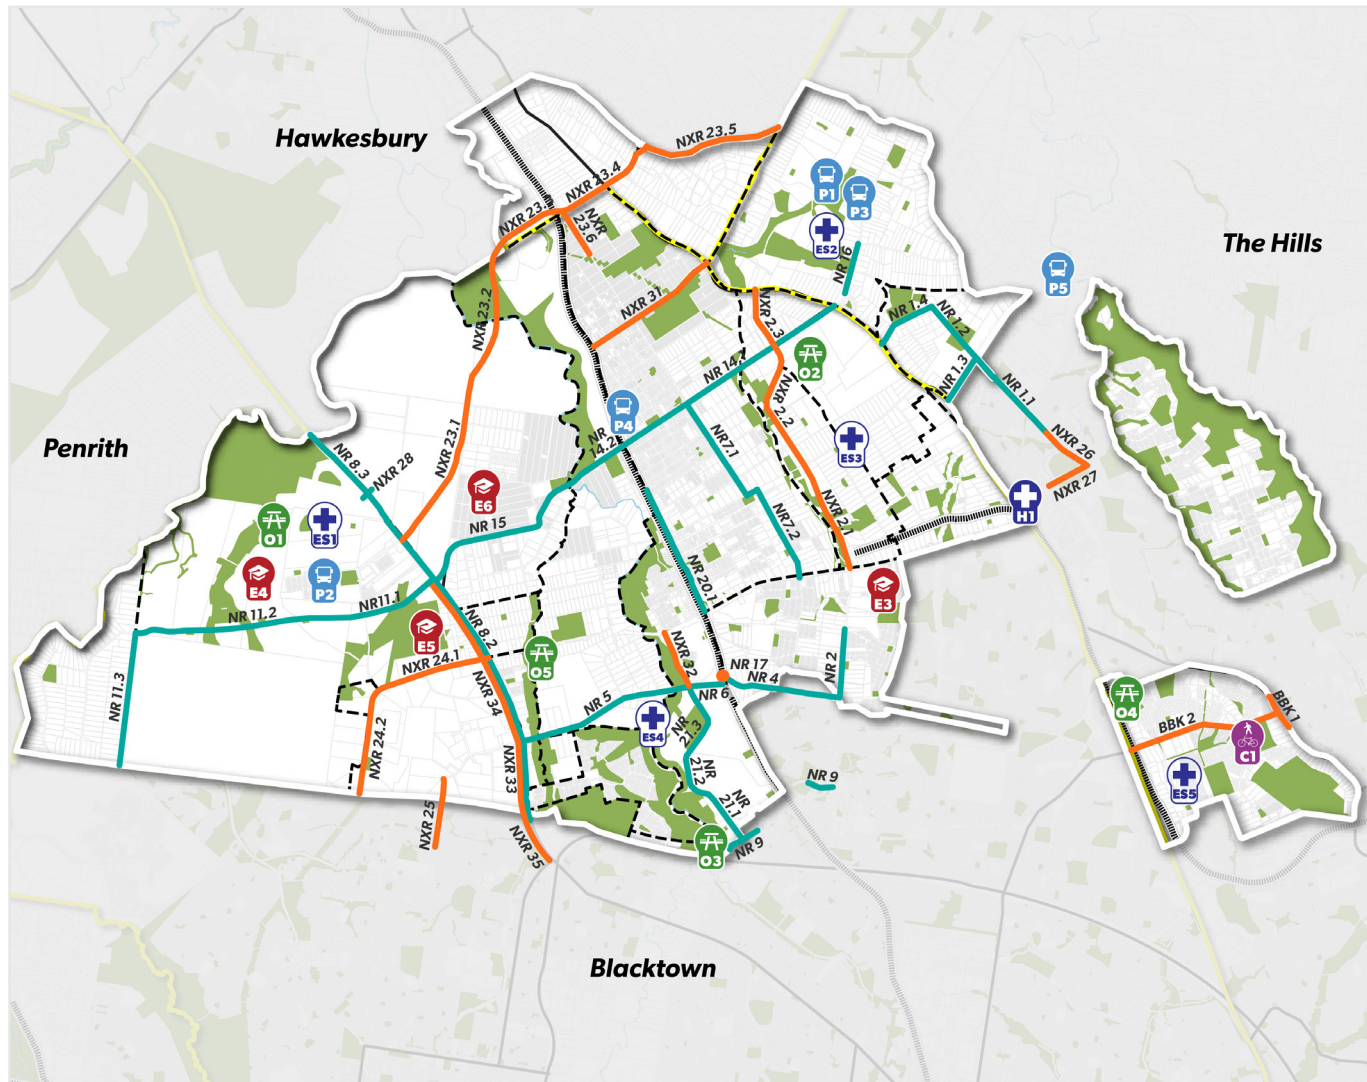 Hawkesbury
NXR 23.5
NXR 23.4
NXR 23.
NXR
23.6
P1
P3
ES2
The Hills
NR 16
P5
NXR 23.2
NXR 31
NXR 2.3
NR 1.4
NR 1.2
NR 14.
O2
NR 1.3
NR 1.1
NXR 2.2
P4
NR
14.2
NXR 23.1
NR7.1
ES3
NXR 26
NXR 27
Penrith
NR 8.3
NXR 28
E6
H1
O1
ES1
NR 15
NR7.2
NXR 2.1
E4
P2
NR 20.1
E3
NR 11.2
NR11.1
E5
NR 8.2
NXR 24.1
O5
NXR 32
NR 17
NR 4
NR 2
NR 11.3
NXR 34
NR 5
NR 6
O4
BBK 1
BBK 2
C1
NXR 24.2
ES4
NR
21.3
NXR 33
NR
21.2
NR 9
ES5
NR
21.1
NXR 25
NXR 35
O3
NR 9
Blacktown